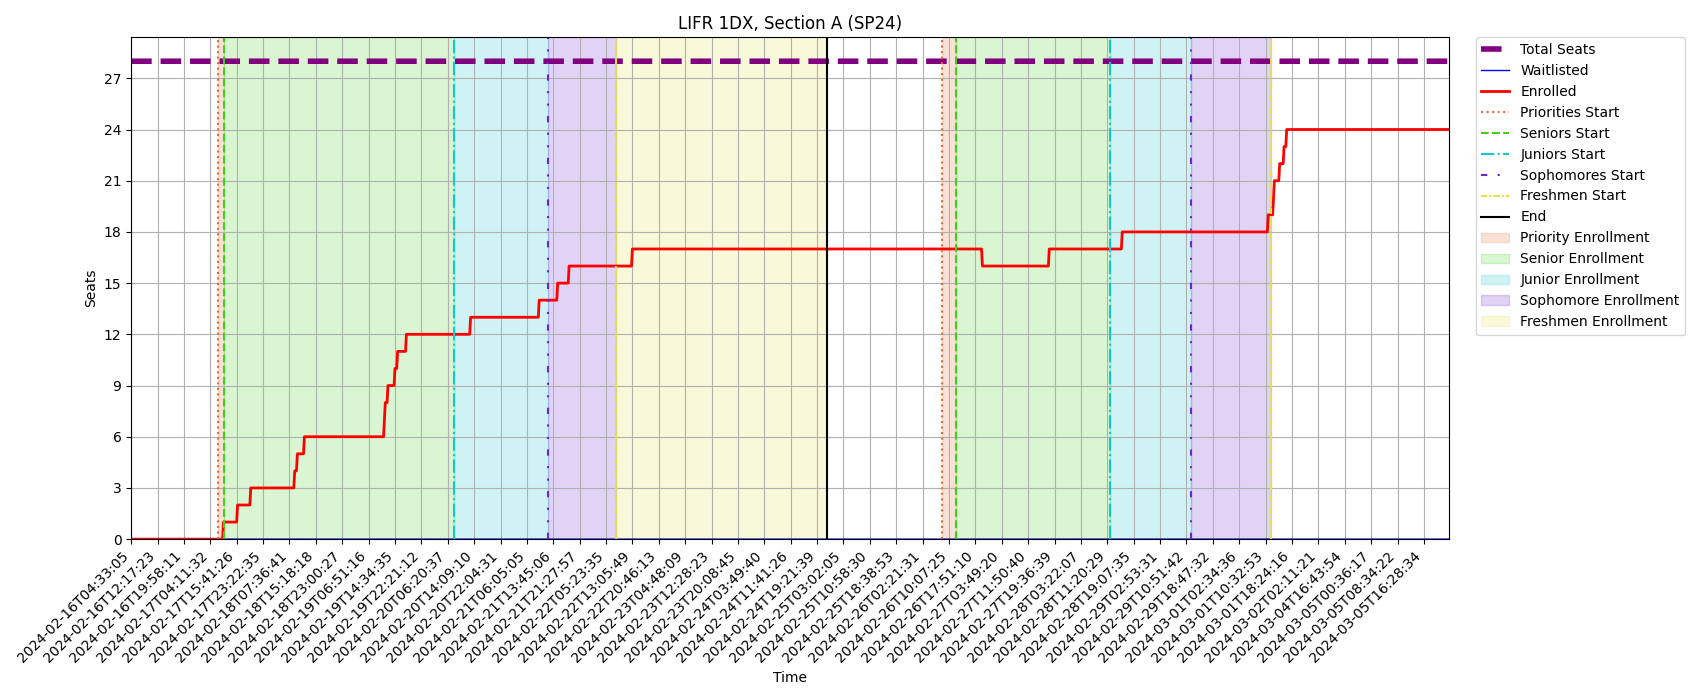 LIFR 1DX, Section A (SP24)
Total Seats
Waitlisted
Enrolled
Priorities Start
Seniors Start
Juniors Start
Sophomores Start
Freshmen Start
End
Priority Enrollment
Senior Enrollment
Junior Enrollment
Sophomore Enrollment
Freshmen Enrollment
Seats
27
24
21
18
15
12
9
6
3
0
2024-02-16T04:33:05
2024-02-16T12:17:23
2024-02-16T19:58:11
2024-02-17T04:11:32
2024-02-17T15:41:26
2024-02-17T23:22:35
2024-02-18T07:36:41
2024-02-18T15:18:18
2024-02-18T23:00:27
2024-02-19T06:51:16
2024-02-19T14:34:35
2024-02-19T22:21:12
2024-02-20T06:20:37
2024-02-20T14:09:10
2024-02-20T22:04:31
2024-02-21T06:05:05
2024-02-21T13:45:06
2024-02-21T21:27:57
2024-02-22T05:23:35
2024-02-22T13:05:49
2024-02-22T20:46:13
2024-02-23T04:48:09
2024-02-23T12:28:23
2024-02-23T20:08:45
2024-02-24T03:49:40
2024-02-24T11:41:26
2024-02-24T19:21:39
2024-02-25T03:02:05
2024-02-25T10:58:30
2024-02-25T18:38:53
2024-02-26T02:21:31
2024-02-26T10:07:25
2024-02-26T17:51:10
2024-02-27T03:49:20
2024-02-27T11:50:40
2024-02-27T19:36:39
2024-02-28T03:22:07
2024-02-28T11:20:29
2024-02-28T19:07:35
2024-02-29T02:53:31
2024-02-29T10:51:42
2024-02-29T18:47:32
2024-03-01T02:34:36
2024-03-01T10:32:53
2024-03-01T18:24:16
2024-03-02T02:11:21
2024-03-04T16:43:54
2024-03-05T00:36:17
2024-03-05T08:34:22
2024-03-05T16:28:34
Time